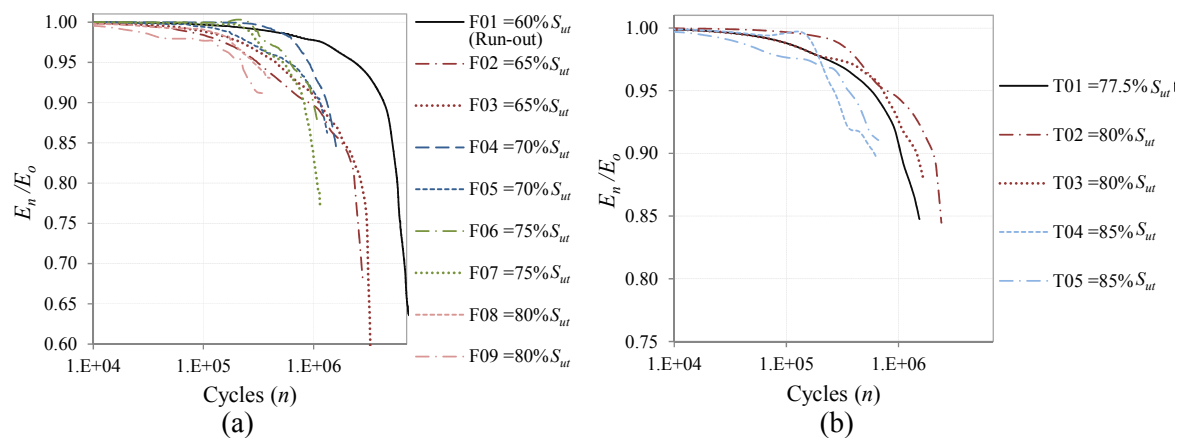 1.00
0.95
0.90
0.85
0.80
0.75
0.70
0.65
0.60
E_n/E_o
1.E+04
1.E+05
1.E+06
Cycles (n)
(a)
F01 =60%S_ut
(Run-out)
F02 =65%S_ut
F03 =65%S_ut
F04 =70%S_ut
F05 =70%S_ut
F06 =75%S_ut
F07 =75%S_ut
F08 =80%S_ut
F09 =80%S_ut
1.00
0.95
0.90
0.85
0.80
0.75
E_n/E_o
1.E+04
1.E+05
1.E+06
Cycles (n)
(b)
T01 =77.5%S_ut
T02 =80%S_ut
T03 =80%S_ut
T04 =85%S_ut
T05 =85%S_ut